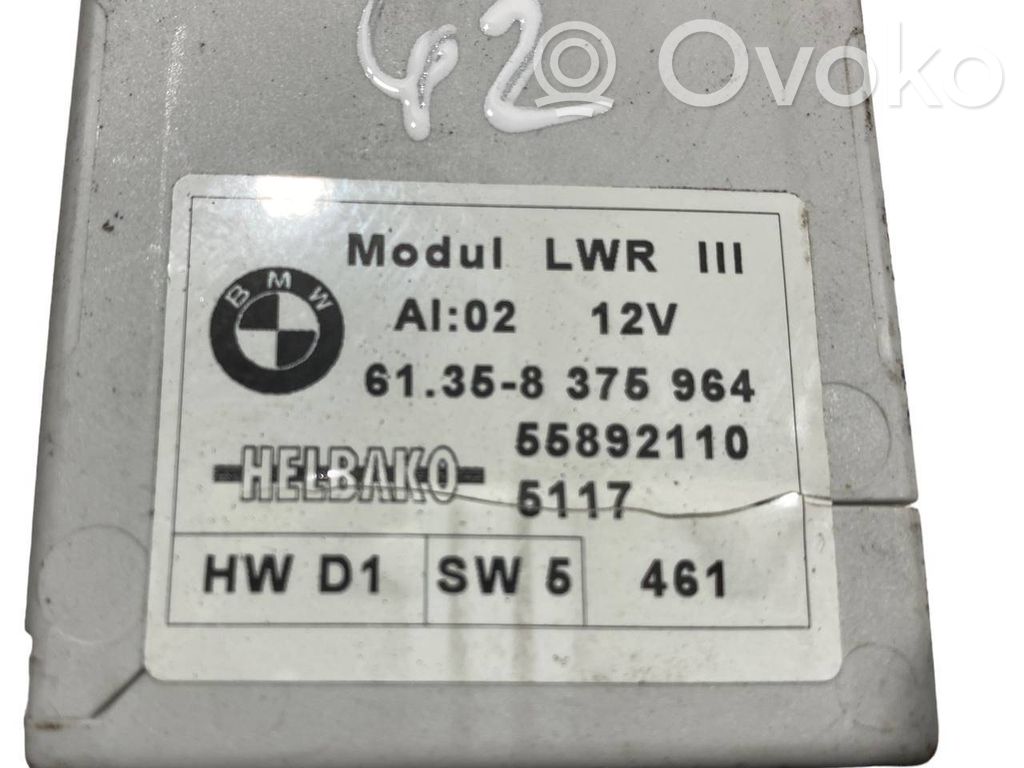 42
Ovoko
Modul LWR III
BMW
AI:02 12V
61.35-8 375 964
55892110
HELBAKO
5117
HW D1 SW 5 461